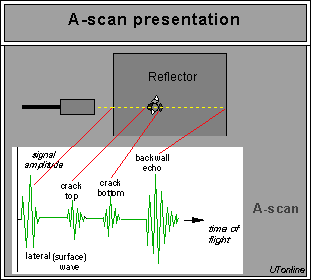 A-scan presentation
Reflector
signal
amplitude
crack
top
crack
bottom
backwall
echo
A-scan
time of
flight
lateral (surface)
wave
UTonline